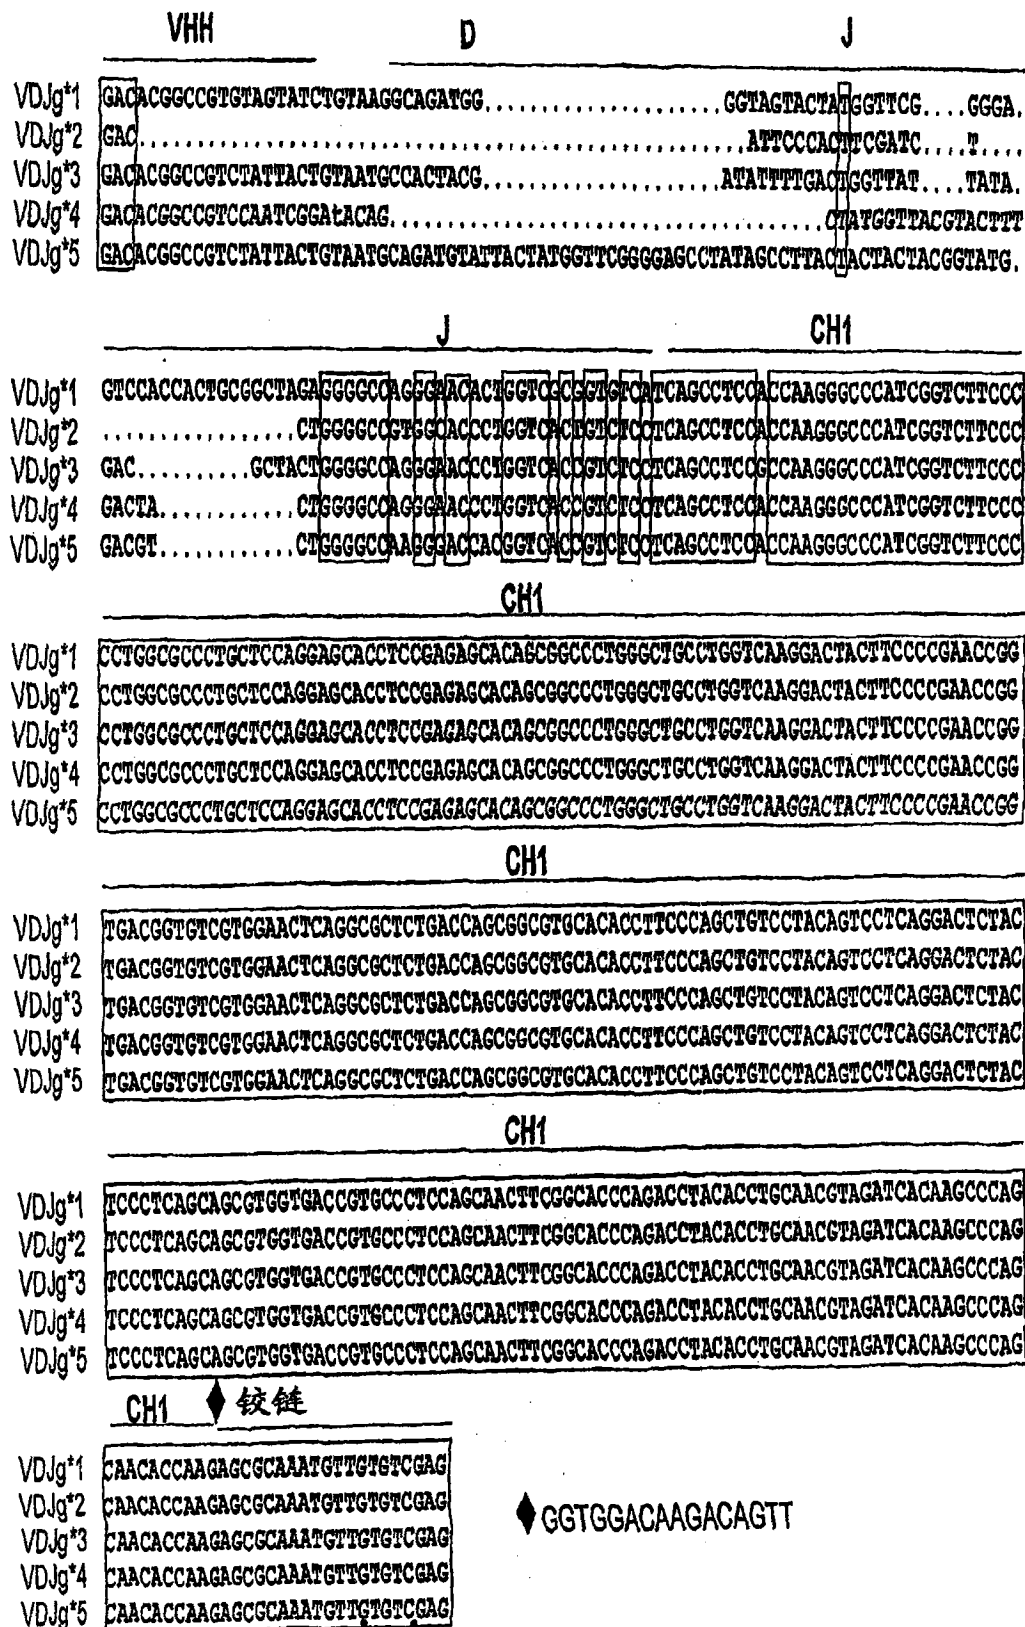 VHH D J
VDJg*1 GACACGGCCGTGTAGTATCTGTAAGGCAGATGG........................GGTAGTACTATGGTTCG....GGGA.
VDJg*2 GAC..............................................ATTCCCACTTCGATC....T....
VDJg*3 GACACGGCCGTCTATTACTGTAATGCCACTACG........................ATATTTTGACTGGTTAT....TATA.
VDJg*4 GACACGGCCGTCCAATCGGAtACAG...........................................CTATGGTTACGTACTTT
VDJg*5 GACACGGCCGTCTATTACTGTAATGCAGATGTATTACTATGGTTCGGGGAGCCTATAGCCTTACTACTACTACGGTATG.
J CH1
VDJg*1 GTCCACCACTGCGGCTAGAGGGGCCAGGGAACACTGGTCGCGGTGTCATCAGCCTCCACCAAGGGCCCATCGGTCTTCCC
VDJg*2 .................CTGGGGCCGTGGCACCCTGGTCACTGTCTCCTCAGCCTCCACCAAGGGCCCATCGGTCTTCCC
VDJg*3 GAC..........GCTACTGGGGCCAGGGAACCCTGGTCACCGTCTCCTCAGCCTCCGCCAAGGGCCCATCGGTCTTCCC
VDJg*4 GACTA............CTGGGGCCAGGGAACCCTGGTCACCGTCTCCTCAGCCTCCACCAAGGGCCCATCGGTCTTCCC
VDJg*5 GACGT............CTGGGGCCAAGGGACCACGGTCACCGTCTCCTCAGCCTCCACCAAGGGCCCATCGGTCTTCCC
CH1
VDJg*1 CCTGGCGCCCTGCTCCAGGAGCACCTCCGAGAGCACAGCGGCCCTGGGCTGCCTGGTCAAGGACTACTTCCCCGAACCGG
VDJg*2 CCTGGCGCCCTGCTCCAGGAGCACCTCCGAGAGCACAGCGGCCCTGGGCTGCCTGGTCAAGGACTACTTCCCCGAACCGG
VDJg*3 CCTGGCGCCCTGCTCCAGGAGCACCTCCGAGAGCACAGCGGCCCTGGGCTGCCTGGTCAAGGACTACTTCCCCGAACCGG
VDJg*4 CCTGGCGCCCTGCTCCAGGAGCACCTCCGAGAGCACAGCGGCCCTGGGCTGCCTGGTCAAGGACTACTTCCCCGAACCGG
VDJg*5 CCTGGCGCCCTGCTCCAGGAGCACCTCCGAGAGCACAGCGGCCCTGGGCTGCCTGGTCAAGGACTACTTCCCCGAACCGG
CH1
VDJg*1 TGACGGTGTCGTGGAACTCAGGCGCTCTGACCAGCGGCGTGCACACCTTCCCAGCTGTCCTACAGTCCTCAGGACTCTAC
VDJg*2 TGACGGTGTCGTGGAACTCAGGCGCTCTGACCAGCGGCGTGCACACCTTCCCAGCTGTCCTACAGTCCTCAGGACTCTAC
VDJg*3 TGACGGTGTCGTGGAACTCAGGCGCTCTGACCAGCGGCGTGCACACCTTCCCAGCTGTCCTACAGTCCTCAGGACTCTAC
VDJg*4 TGACGGTGTCGTGGAACTCAGGCGCTCTGACCAGCGGCGTGCACACCTTCCCAGCTGTCCTACAGTCCTCAGGACTCTAC
VDJg*5 TGACGGTGTCGTGGAACTCAGGCGCTCTGACCAGCGGCGTGCACACCTTCCCAGCTGTCCTACAGTCCTCAGGACTCTAC
CH1
VDJg*1 TCCCTCAGCAGCGTGGTGACCGTGCCCTCCAGCAACTTCGGCACCCAGACCTACACCTGCAACGTAGATCACAAGCCCAG
VDJg*2 TCCCTCAGCAGCGTGGTGACCGTGCCCTCCAGCAACTTCGGCACCCAGACCTACACCTGCAACGTAGATCACAAGCCCAG
VDJg*3 TCCCTCAGCAGCGTGGTGACCGTGCCCTCCAGCAACTTCGGCACCCAGACCTACACCTGCAACGTAGATCACAAGCCCAG
VDJg*4 TCCCTCAGCAGCGTGGTGACCGTGCCCTCCAGCAACTTCGGCACCCAGACCTACACCTGCAACGTAGATCACAAGCCCAG
VDJg*5 TCCCTCAGCAGCGTGGTGACCGTGCCCTCCAGCAACTTCGGCACCCAGACCTACACCTGCAACGTAGATCACAAGCCCAG
CH1 ♦ 铰链
VDJg*1 CAACACCAAGAGCGCAAATGTTGTGTCGAG
VDJg*2 CAACACCAAGAGCGCAAATGTTGTGTCGAG
♦GGTGGACAAGACAGTT
VDJg*3 CAACACCAAGAGCGCAAATGTTGTGTCGAG
VDJg*4 CAACACCAAGAGCGCAAATGTTGTGTCGAG
VDJg*5 CAACACCAAGAGCGCAAATGTTGTGTCGAG